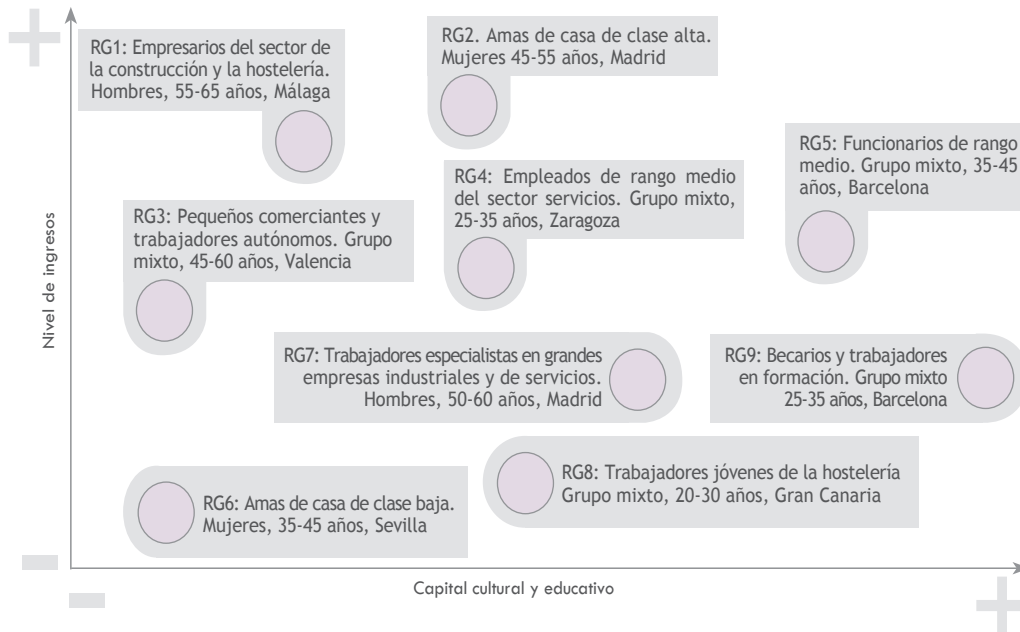 RG1: Empresarios del sector de
la construcción y la hostelería.
Hombres, 55-65 años, Málaga
RG2. Amas de casa de clase alta.
Mujeres 45-55 años, Madrid
RG5: Funcionarios de rango
medio. Grupo mixto, 35-45
años, Barcelona
RG4: Empleados de rango medio
del sector servicios. Grupo mixto,
25-35 años, Zaragoza
RG3: Pequeños comerciantes y
trabajadores autónomos. Grupo
mixto, 45-60 años, Valencia
RG7: Trabajadores especialistas en grandes
empresas industriales y de servicios.
Hombres, 50-60 años, Madrid
RG9: Becarios y trabajadores
en formación. Grupo mixto
25-35 años, Barcelona
RG8: Trabajadores jóvenes de la hostelería
Grupo mixto, 20-30 años, Gran Canaria
RG6: Amas de casa de clase baja.
Mujeres, 35-45 años, Sevilla
Nivel de ingresos
Capital cultural y educativo